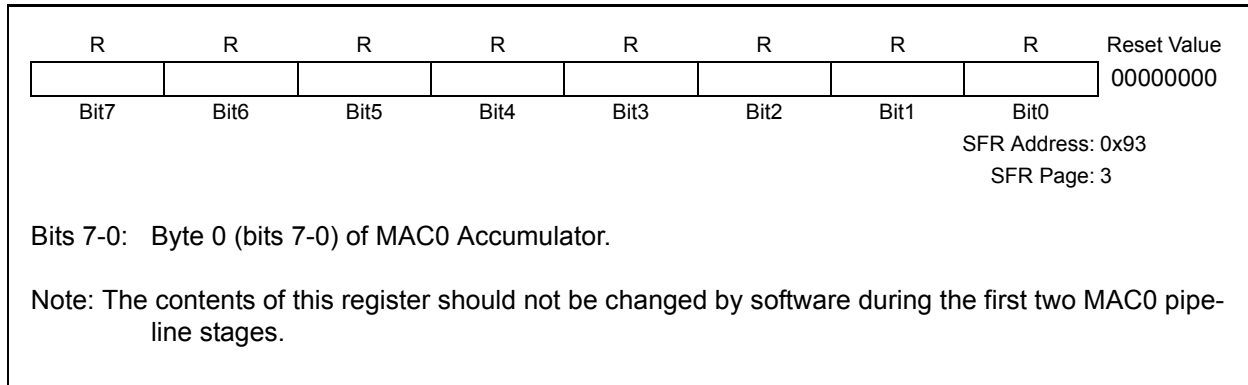 R R R R R R R R Reset Value
00000000
Bit7 Bit6 Bit5 Bit4 Bit3 Bit2 Bit1 Bit0
SFR Address: 0x93
SFR Page: 3
Bits 7-0: Byte 0 (bits 7-0) of MAC0 Accumulator.
Note: The contents of this register should not be changed by software during the first two MAC0 pipe-
line stages.